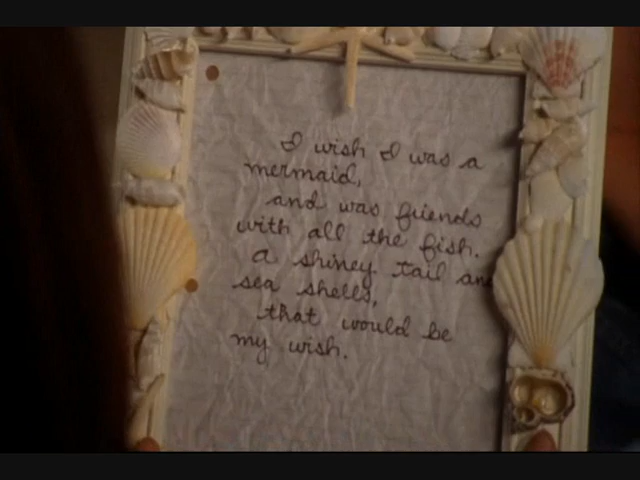 I wish I was a
mermaid,
and was friends
with all the fish.
a shiney tail and
sea shells,
that would be
my wish.